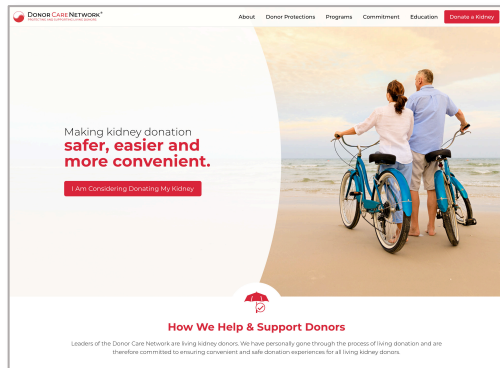 DONOR CARE NETWORK®
PROTECTING AND SUPPORTING LIVING DONORS
About Donor Protections Programs Commitment Education Donate a Kidney
Making kidney donation
safer, easier and
more convenient.
I Am Considering Donating My Kidney
How We Help & Support Donors
Leaders of the Donor Care Network are living kidney donors. We have personally gone through the process of living donation and are
therefore committed to ensuring convenient and safe donation experiences for all living kidney donors.